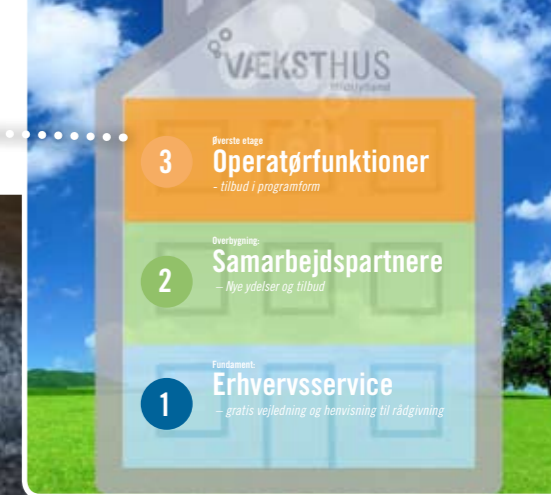 VÆKSTHUS
Midtjylland
Øverste etage
3
Operatørfunktioner
- tilbud i programform
Overbygning:
2
Samarbejdspartnere
– Nye ydelser og tilbud
Fundament:
1
Erhvervsservice
– gratis vejledning og henvisning til rådgivning